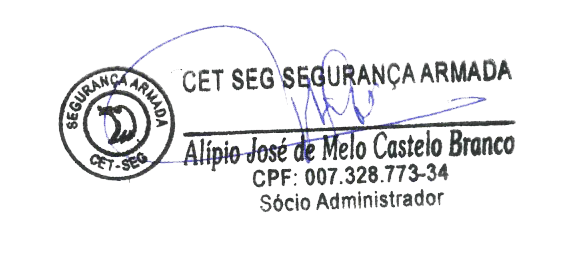 SEGURANÇA ARMADA
CET-SEG
CET SEG SEGURANÇA ARMADA
Alípio José de Melo Castelo Branco
CPF: 007.328.773-34
Sócio Administrador